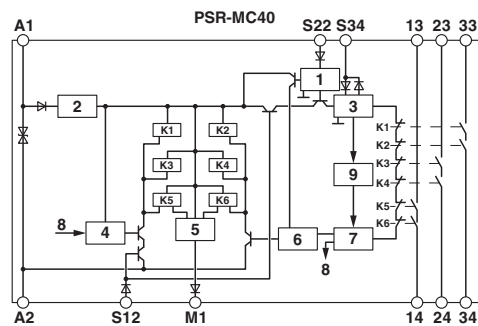 PSR-MC40
A1 S22 S34 13 23 33
1
2 3
K1 K2 K1
K2
K3 K4 9 K3
K4
K5 K6 K5
8 4 5 6 7 K6
8
A2 S12 M1 14 24 34